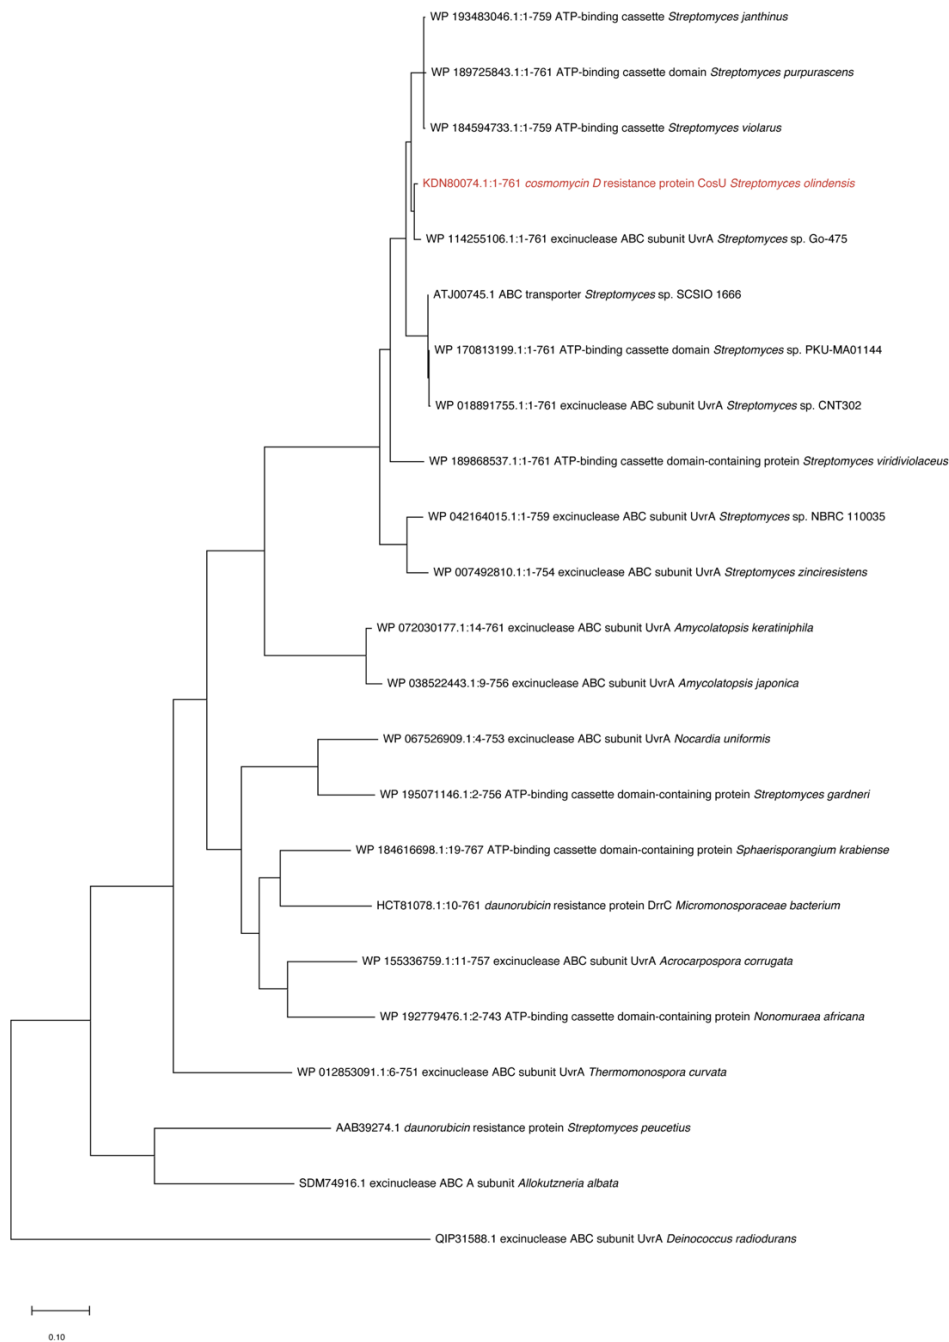 WP 193483046.1:1-759 ATP-binding cassette Streptomyces janthinus
WP 189725843.1:1-761 ATP-binding cassette domain Streptomyces purpurascens
WP 184594733.1:1-759 ATP-binding cassette Streptomyces violarus
KDN80074.1:1-761 cosmomycin D resistance protein CosU Streptomyces olindensis
WP 114255106.1:1-761 excinuclease ABC subunit UvrA Streptomyces sp. Go-475
ATJ00745.1 ABC transporter Streptomyces sp. SCSIO 1666
WP 170813199.1:1-761 ATP-binding cassette domain Streptomyces sp. PKU-MA01144
WP 018891755.1:1-761 excinuclease ABC subunit UvrA Streptomyces sp. CNT302
WP 189868537.1:1-761 ATP-binding cassette domain-containing protein Streptomyces viridiviolaceus
WP 042164015.1:1-759 excinuclease ABC subunit UvrA Streptomyces sp. NBRC 110035
WP 007492810.1:1-754 excinuclease ABC subunit UvrA Streptomyces zinciresistens
WP 072030177.1:14-761 excinuclease ABC subunit UvrA Amycolatopsis keratiniphila
WP 038522443.1:9-756 excinuclease ABC subunit UvrA Amycolatopsis japonica
WP 067526909.1:4-753 excinuclease ABC subunit UvrA Nocardia uniformis
WP 195071146.1:2-756 ATP-binding cassette domain-containing protein Streptomyces gardneri
WP 184616698.1:19-767 ATP-binding cassette domain-containing protein Sphaerisporangium krabiense
HCT81078.1:10-761 daunorubicin resistance protein DrrC Micromonosporaceae bacterium
WP 155336759.1:11-757 excinuclease ABC subunit UvrA Acrocarpospora corrugata
WP 192779476.1:2-743 ATP-binding cassette domain-containing protein Nonomuraea africana
WP 012853091.1:6-751 excinuclease ABC subunit UvrA Thermomonospora curvata
AAB39274.1 daunorubicin resistance protein Streptomyces peucetius
SDM74916.1 excinuclease ABC A subunit Allokutzneria albata
QIP31588.1 excinuclease ABC subunit UvrA Deinococcus radiodurans
0.10